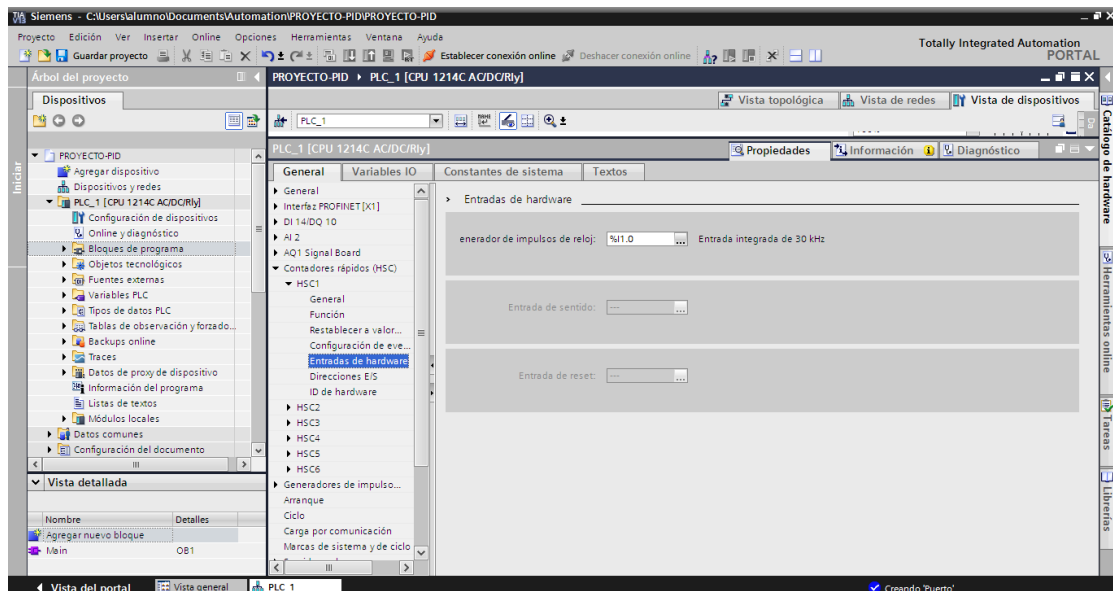 Siemens - C:\Users\alumno\Documents\Automation\PROYECTO-PID\PROYECTO-PID
Proyecto Edición Ver Insertar Online Opciones Herramientas Ventana Ayuda
Totally Integrated Automation
PORTAL
Guardar proyecto Establecer conexión online Deshacer conexión online
Árbol del proyecto
PROYECTO-PID PLC_1 [CPU 1214C AC/DC/Rly]
Dispositivos
Vista topológica Vista de redes Vista de dispositivos
PLC_1
PLC_1 [CPU 1214C AC/DC/Rly]
Propiedades Información Diagnóstico
General Variables IO Constantes de sistema Textos
Iniciar
PROYECTO-PID
Agregar dispositivo
Dispositivos y redes
PLC_1 [CPU 1214C AC/DC/Rly]
Configuración de dispositivos
Online y diagnóstico
Bloques de programa
Objetos tecnológicos
Fuentes externas
Variables PLC
Tipos de datos PLC
Tablas de observación y forzado...
Backups online
Traces
Datos de proxy de dispositivo
Información del programa
Listas de textos
Módulos locales
Datos comunes
Configuración del documento
Vista detallada
Nombre Detalles
Agregar nuevo bloque
Main OB1
General
Interfaz PROFINET [X1]
DI 14/DQ 10
AI 2
AQ1 Signal Board
Contadores rápidos (HSC)
HSC1
General
Función
Restablecer a valor...
Configuración de eve...
Entradas de hardware
Direcciones E/S
ID de hardware
HSC2
HSC3
HSC4
HSC5
HSC6
Generadores de impulso...
Arranque
Ciclo
Carga por comunicación
Marcas de sistema y de ciclo
Entradas de hardware
enerador de impulsos de reloj: %I1.0 ... Entrada integrada de 30 kHz
Entrada de sentido: --- ...
Entrada de reset: --- ...
Catálogo de hardware
Herramientas online
Tareas
Librerías
Vista del portal Vista general PLC_1 Creando 'Puerto'